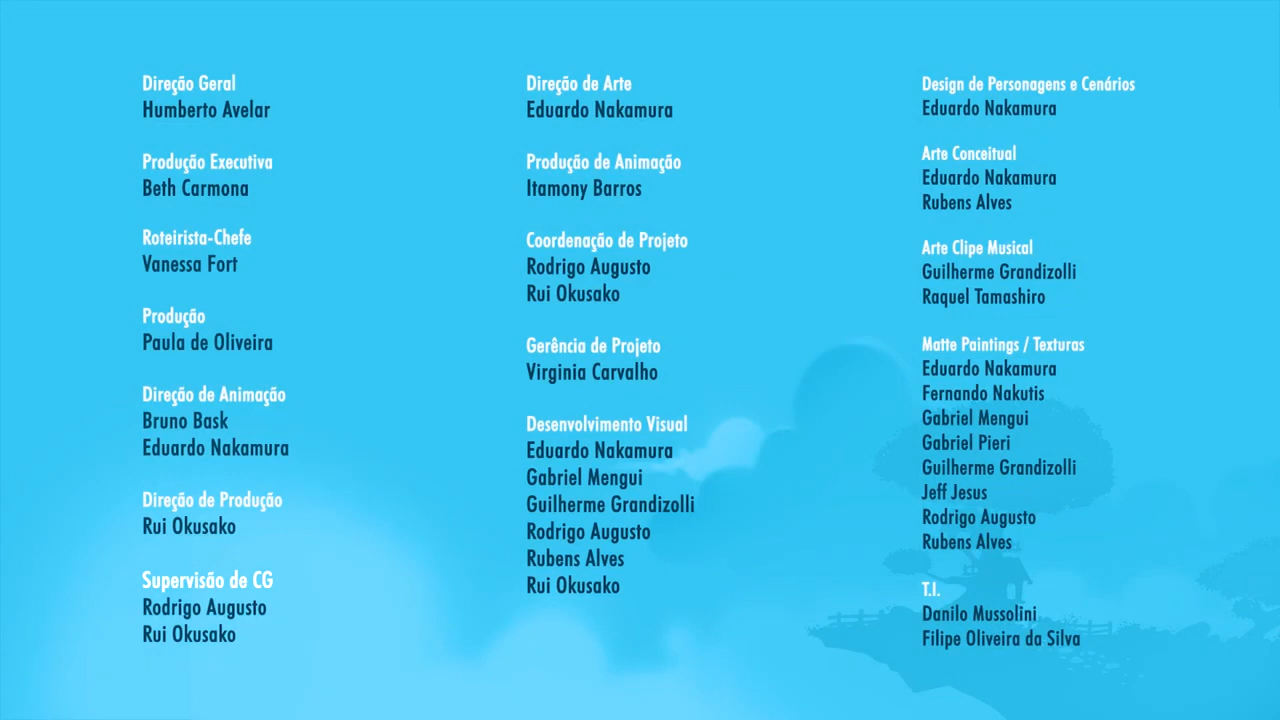 Direção Geral
Humberto Avelar
Produção Executiva
Beth Carmona
Roteirista-Chefe
Vanessa Fort
Produção
Paula de Oliveira
Direção de Animação
Bruno Bask
Eduardo Nakamura
Direção de Produção
Rui Okusako
Supervisão de CG
Rodrigo Augusto
Rui Okusako
Direção de Arte
Eduardo Nakamura
Produção de Animação
Itamony Barros
Coordenação de Projeto
Rodrigo Augusto
Rui Okusako
Gerência de Projeto
Virginia Carvalho
Desenvolvimento Visual
Eduardo Nakamura
Gabriel Mengui
Guilherme Grandizolli
Rodrigo Augusto
Rubens Alves
Rui Okusako
Design de Personagens e Cenários
Eduardo Nakamura
Arte Conceitual
Eduardo Nakamura
Rubens Alves
Arte Clipe Musical
Guilherme Grandizolli
Raquel Tamashiro
Matte Paintings / Texturas
Eduardo Nakamura
Fernando Nakutis
Gabriel Mengui
Gabriel Pieri
Guilherme Grandizolli
Jeff Jesus
Rodrigo Augusto
Rubens Alves
T.I.
Danilo Mussolini
Filipe Oliveira da Silva